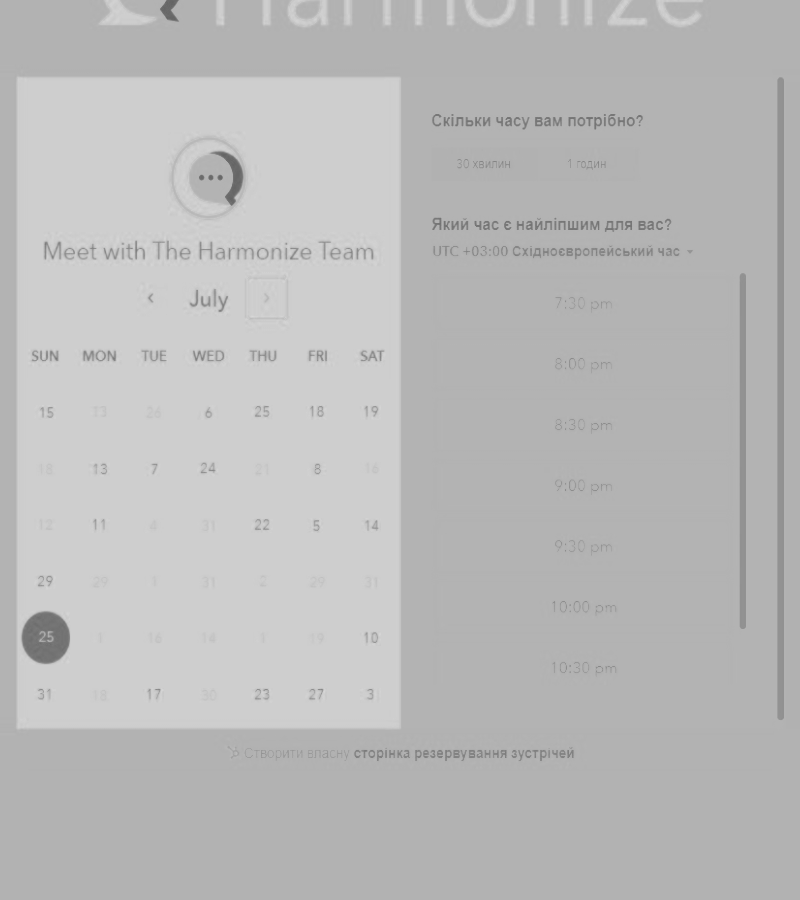 Harmonize
Meet with The Harmonize Team
July
SUN MON TUE WED THU FRI SAT
15 13 26 6 25 18 19
18 13 7 24 21 8 16
12 11 4 31 22 5 14
29 29 1 31 2 29 31
25 1 16 14 1 19 10
31 18 17 30 23 27 3
Скільки часу вам потрібно?
30 хвилин 1 годин
Який час є найліпшим для вас?
UTC +03:00 Східноєвропейський час
7:30 pm
8:00 pm
8:30 pm
9:00 pm
9:30 pm
10:00 pm
10:30 pm
Створити власну сторінка резервування зустрічей